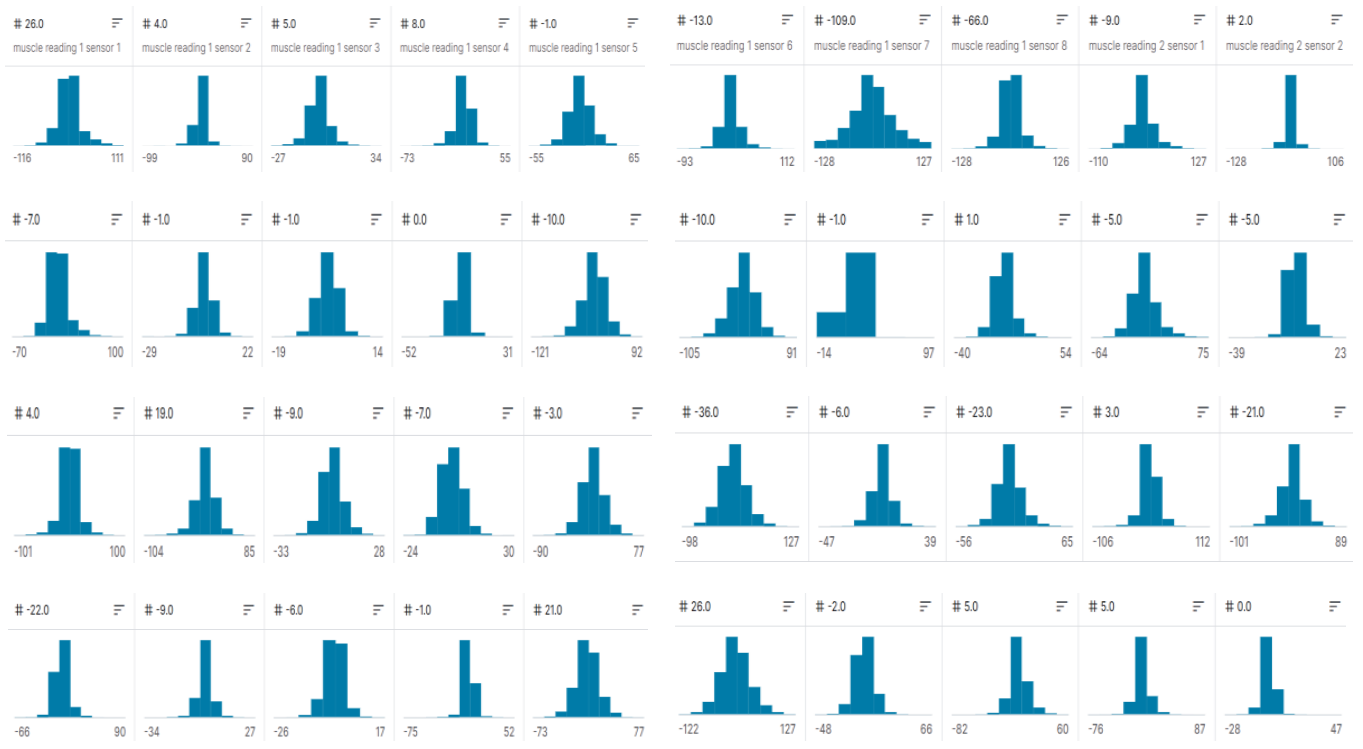 # 26.0 # 4.0 # 5.0 # 8.0 # -1.0 # -13.0 # -109.0 # -66.0 # -9.0 # 2.0
muscle reading 1 sensor 1 muscle reading 1 sensor 2 muscle reading 1 sensor 3 muscle reading 1 sensor 4 muscle reading 1 sensor 5 muscle reading 1 sensor 6 muscle reading 1 sensor 7 muscle reading 1 sensor 8 muscle reading 2 sensor 1 muscle reading 2 sensor 2
-116 111 -99 90 -27 34 -73 55 -55 65 -93 112 -128 127 -128 126 -110 127 -128 106
# -7.0 # -1.0 # -1.0 # 0.0 # -10.0 # -10.0 # -1.0 # 1.0 # -5.0 # -5.0
-70 100 -29 22 -19 14 -52 31 -121 92 -105 91 -14 97 -40 54 -64 75 -39 23
# 4.0 # 19.0 # -9.0 # -7.0 # -3.0 # -36.0 # -6.0 # -23.0 # 3.0 # -21.0
-101 100 -104 85 -33 28 -24 30 -90 77 -98 127 -47 39 -56 65 -106 112 -101 89
# -22.0 # -9.0 # -6.0 # -1.0 # 21.0 # 26.0 # -2.0 # 5.0 # 5.0 # 0.0
-66 90 -34 27 -26 17 -75 52 -73 77 -122 127 -48 66 -82 60 -76 87 -28 47